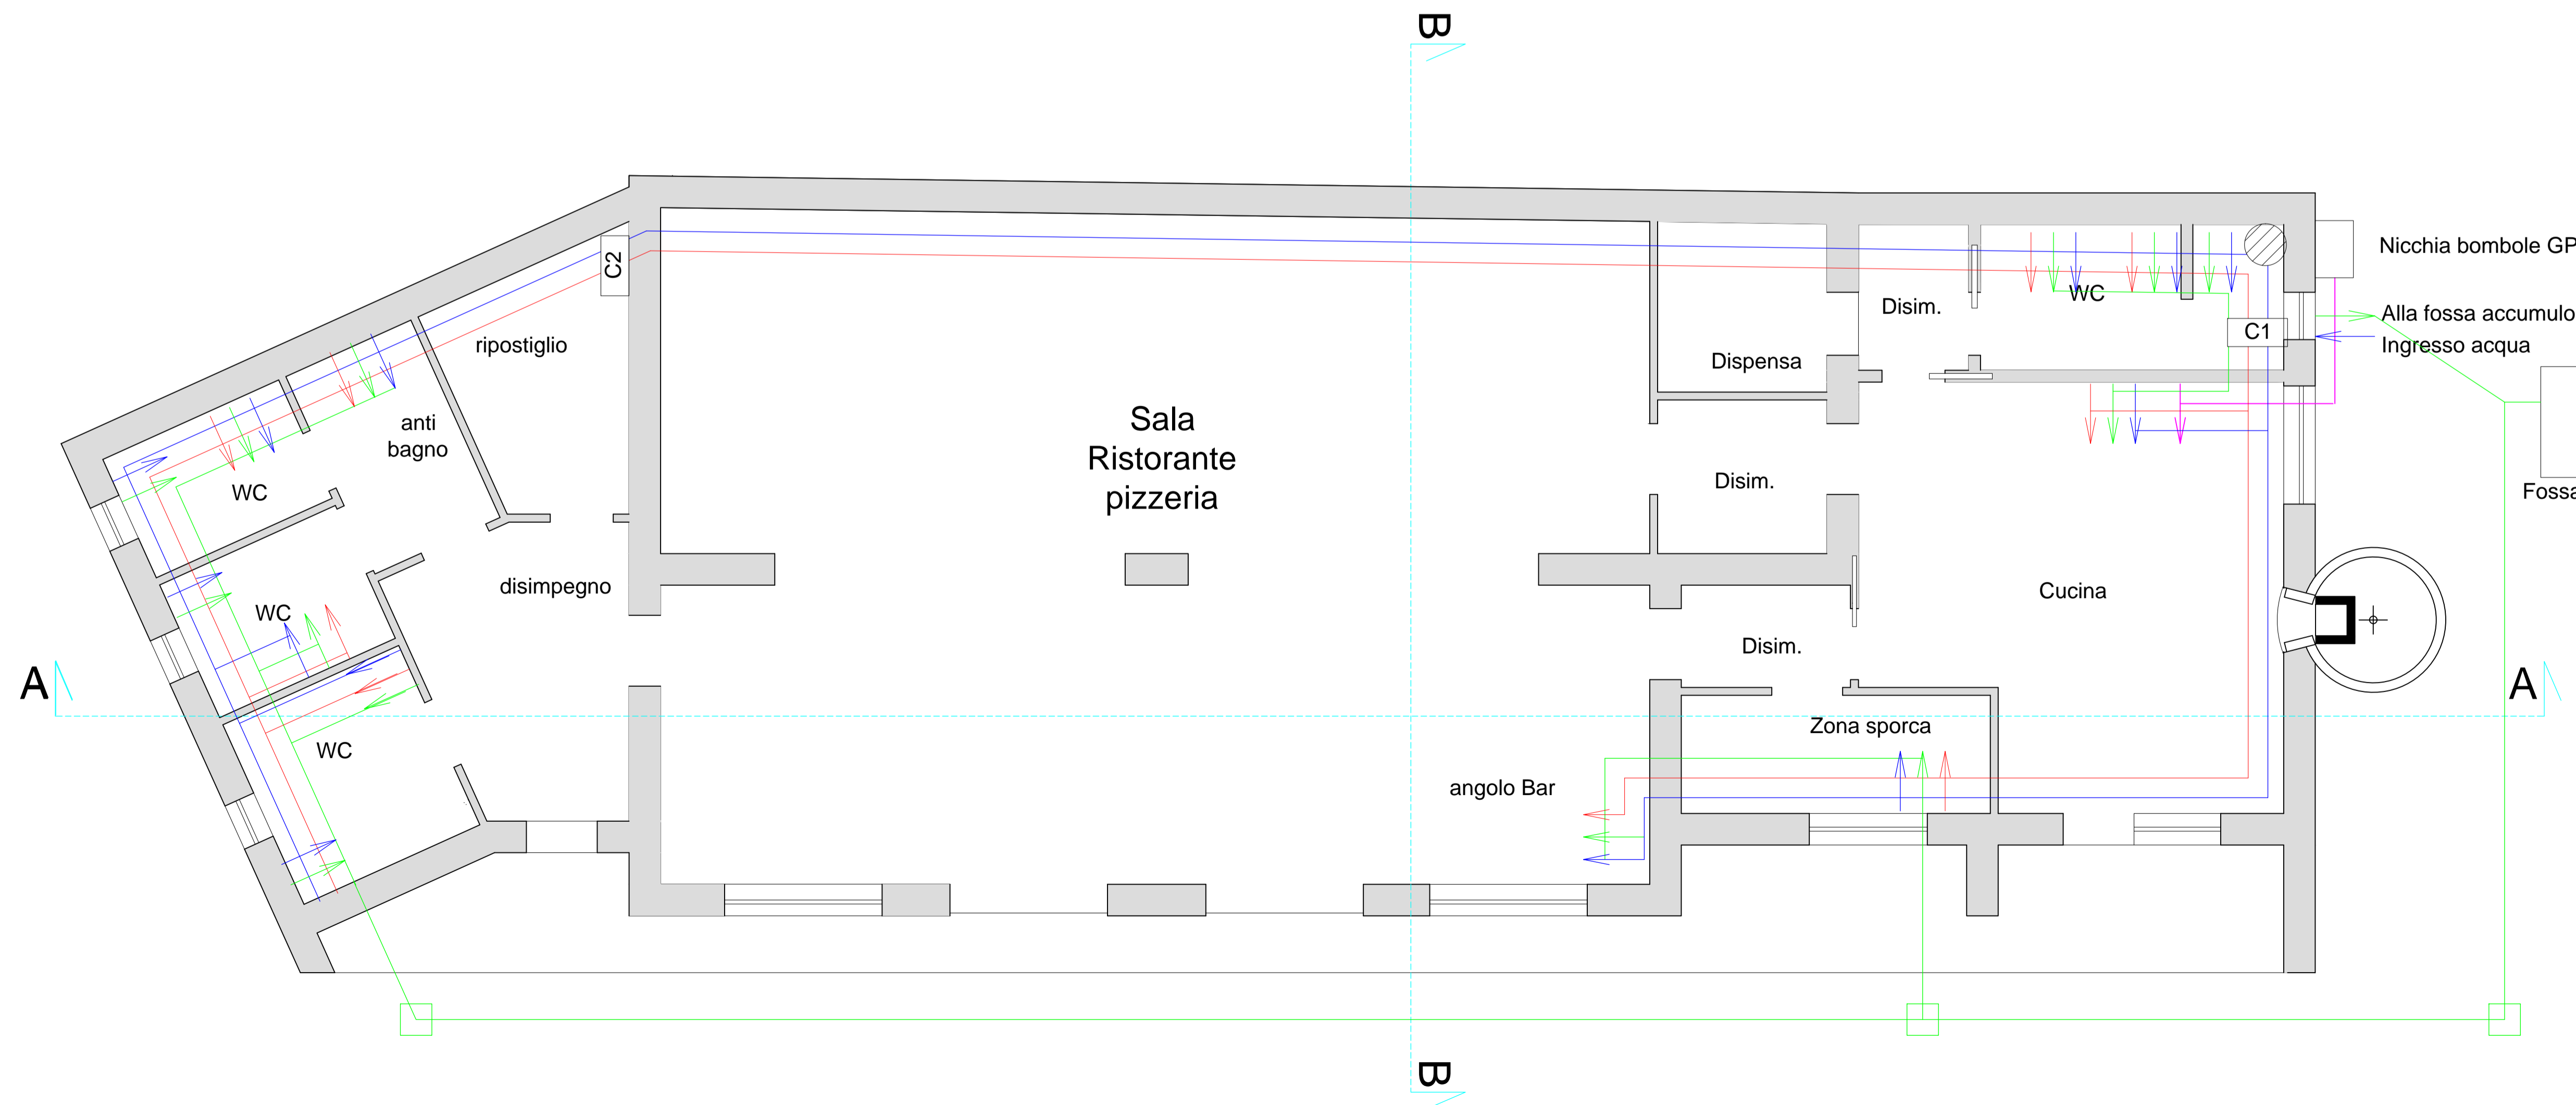 B
C2
Nicchia bombole GP
WC
Disim.
Alla fossa accumulo
C1
Ingresso acqua
ripostiglio
Dispensa
anti
bagno
Sala
Ristorante
pizzeria
Disim.
WC
Fossa
disimpegno
Cucina
WC
Disim.
A
A
Zona sporca
WC
angolo Bar
B